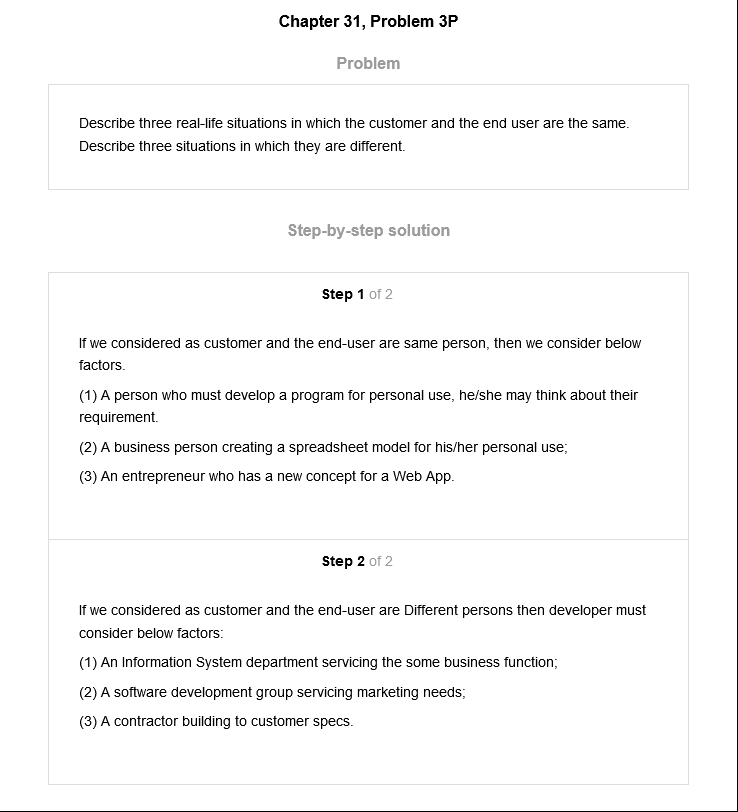 Chapter 31, Problem 3P
Problem
Describe three real-life situations in which the customer and the end user are the same.
Describe three situations in which they are different.
Step-by-step solution
Step 1 of 2
If we considered as customer and the end-user are same person, then we consider below
factors.
(1) A person who must develop a program for personal use, he/she may think about their
requirement.
(2) A business person creating a spreadsheet model for his/her personal use;
(3) An entrepreneur who has a new concept for a Web App.
Step 2 of 2
If we considered as customer and the end-user are Different persons then developer must
consider below factors:
(1) An Information System department servicing the some business function;
(2) A software development group servicing marketing needs;
(3) A contractor building to customer specs.